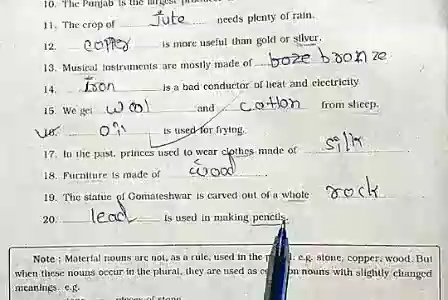 10. The Punjab is the largest
11. The crop of Jute needs plenty of rain.
12. copper is more useful than gold or silver.
13. Musical instruments are mostly made of boze bronze
14. Iron is a bad conductor of heat and electricity
15. We get wool and cotton from sheep.
oil is used for frying.
17. In the past, princes used to wear clothes made of silk
18. Furniture is made of wood
19. The statue of Gomateshwar is carved out of a whole rock
20. lead is used in making pencils.
Note : Material nouns are not, as a rule, used in the e.g. stone, copper, wood. But
when these nouns occur in the plural, they are used as nouns with slightly changed
meanings, e.g.